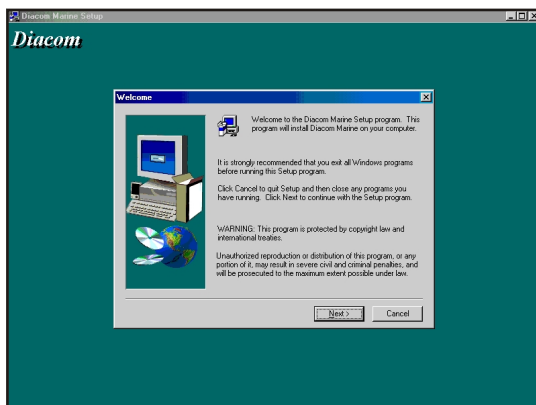 Diacom Marine Setup
Diacom
Welcome
Welcome to the Diacom Marine Setup program. This
program will install Diacom Marine on your computer.
It is strongly recommended that you exit all Windows programs
before running this Setup program.
Click Cancel to quit Setup and then close any programs you
have running. Click Next to continue with the Setup program.
WARNING: This program is protected by copyright law and
international treaties.
Unauthorized reproduction or distribution of this program, or any
portion of it, may result in severe civil and criminal penalties, and
will be prosecuted to the maximum extent possible under law.
Next >
Cancel